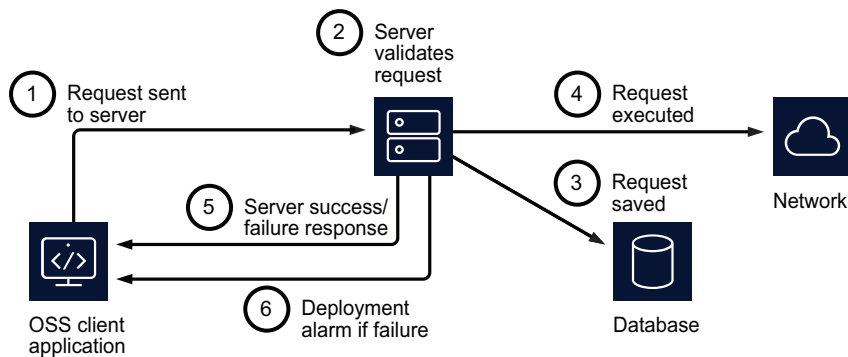 2
Server
validates
request
1
Request sent
to server
4
Request
executed
3
Request
saved
Network
5
Server success/
failure response
</>
6
Deployment
alarm if failure
OSS client
application
Database